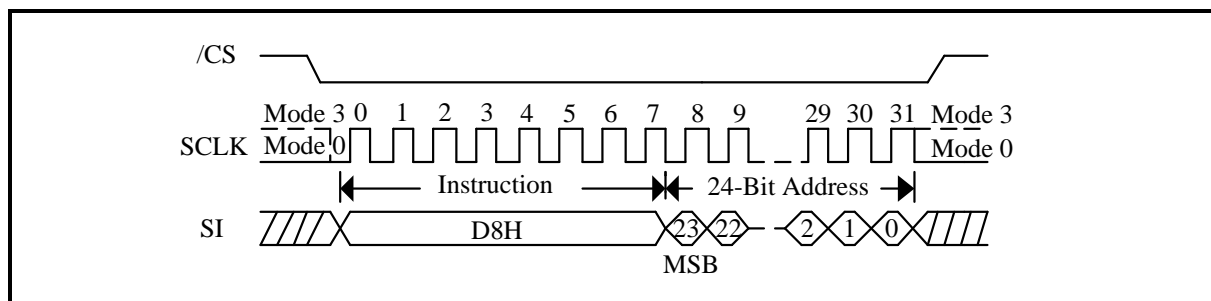 /CS
Mode 3 0 1 2 3 4 5 6 7 8 9 29 30 31 Mode 3
SCLK Mode 0 Mode 0
Instruction 24-Bit Address
SI D8H 23 22 2 1 0
MSB